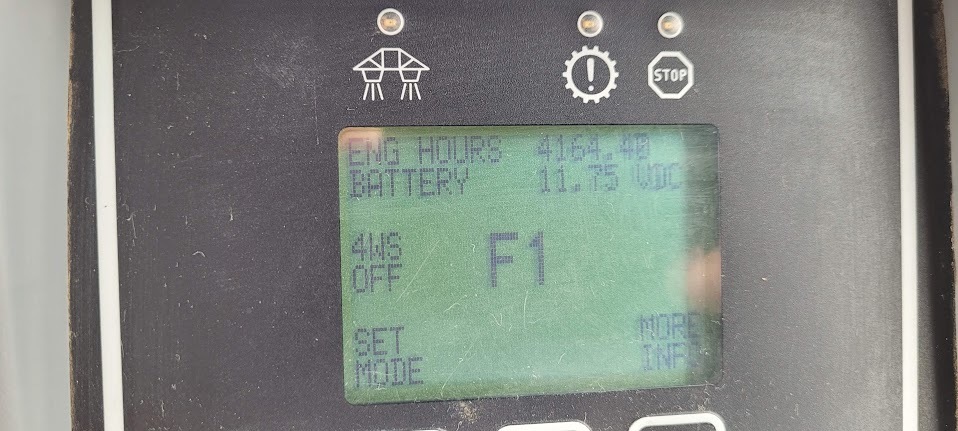 STOP
ENG HOURS 4164.40
BATTERY 11.75 VDC
4WS
OFF
F1
SET
MODE
MORE
INFO